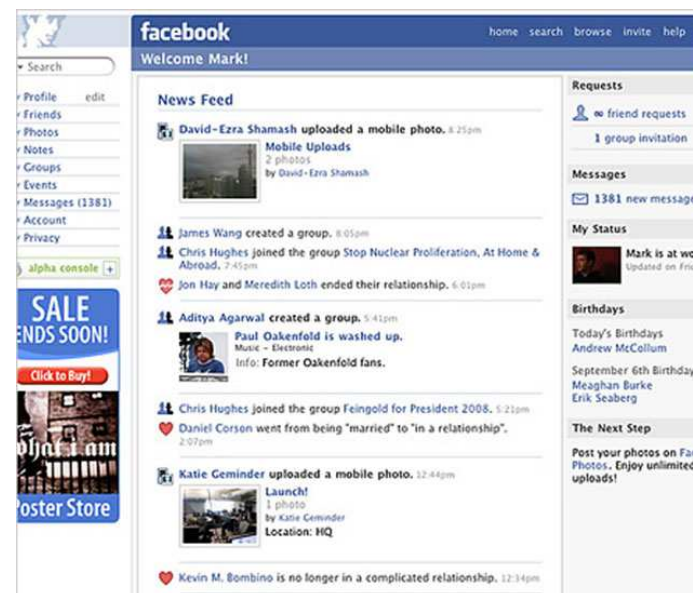 facebook
home search browse invite help
Welcome Mark!
Search
Profile edit
Friends
Photos
Notes
Groups
Events
Messages (1381)
Account
Privacy
alpha console +
SALE
ENDS SOON!
Click to Buy!
what i am
Poster Store
News Feed
David-Ezra Shamash uploaded a mobile photo. 8:25pm
Mobile Uploads
2 photos
by David-Ezra Shamash
James Wang created a group. 8:05pm
Chris Hughes joined the group Stop Nuclear Proliferation, At Home &
Abroad. 7:45pm
Jon Hay and Meredith Loth ended their relationship. 6:01pm
Aditya Agarwal created a group. 5:41pm
Paul Oakenfold is washed up.
Music - Electronic
Info: Former Oakenfold fans.
Chris Hughes joined the group Feingold for President 2008. 5:21pm
Daniel Corson went from being "married" to "in a relationship".
2:07pm
Katie Geminder uploaded a mobile photo. 12:44pm
Launch!
1 photo
by Katie Geminder
Location: HQ
Kevin M. Bombino is no longer in a complicated relationship. 12:34pm
Requests
∞ friend requests
1 group invitation
Messages
1381 new message
My Status
Mark is at wo
Updated on Frid
Birthdays
Today's Birthdays
Andrew McCollum
September 6th Birthday
Meaghan Burke
Erik Seaberg
The Next Step
Post your photos on Fa
Photos. Enjoy unlimited
uploads!